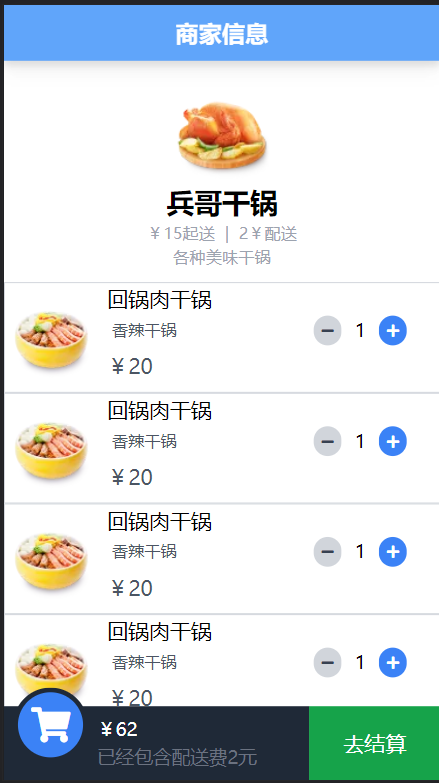 商家信息
兵哥干锅
￥15起送 | 2￥配送
各种美味干锅
回锅肉干锅
香辣干锅
1
￥20
回锅肉干锅
香辣干锅
1
￥20
回锅肉干锅
香辣干锅
1
￥20
回锅肉干锅
香辣干锅
1
￥20
￥62
已经包含配送费2元
去结算